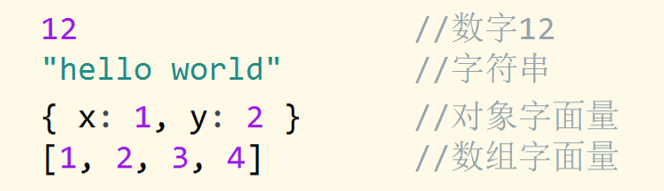 12 //数字12
"hello world" //字符串
{ x: 1, y: 2 } //对象字面量
[1, 2, 3, 4] //数组字面量